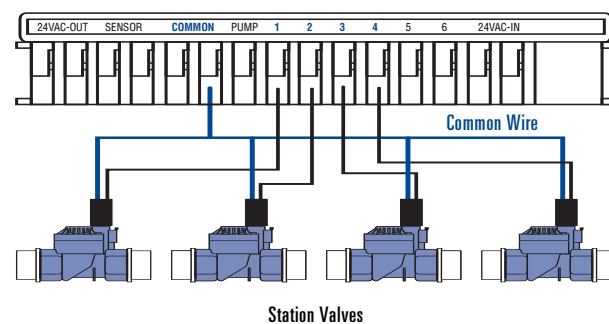 24VAC-OUT SENSOR COMMON PUMP 1 2 3 4 5 6 24VAC-IN
Common Wire
Station Valves